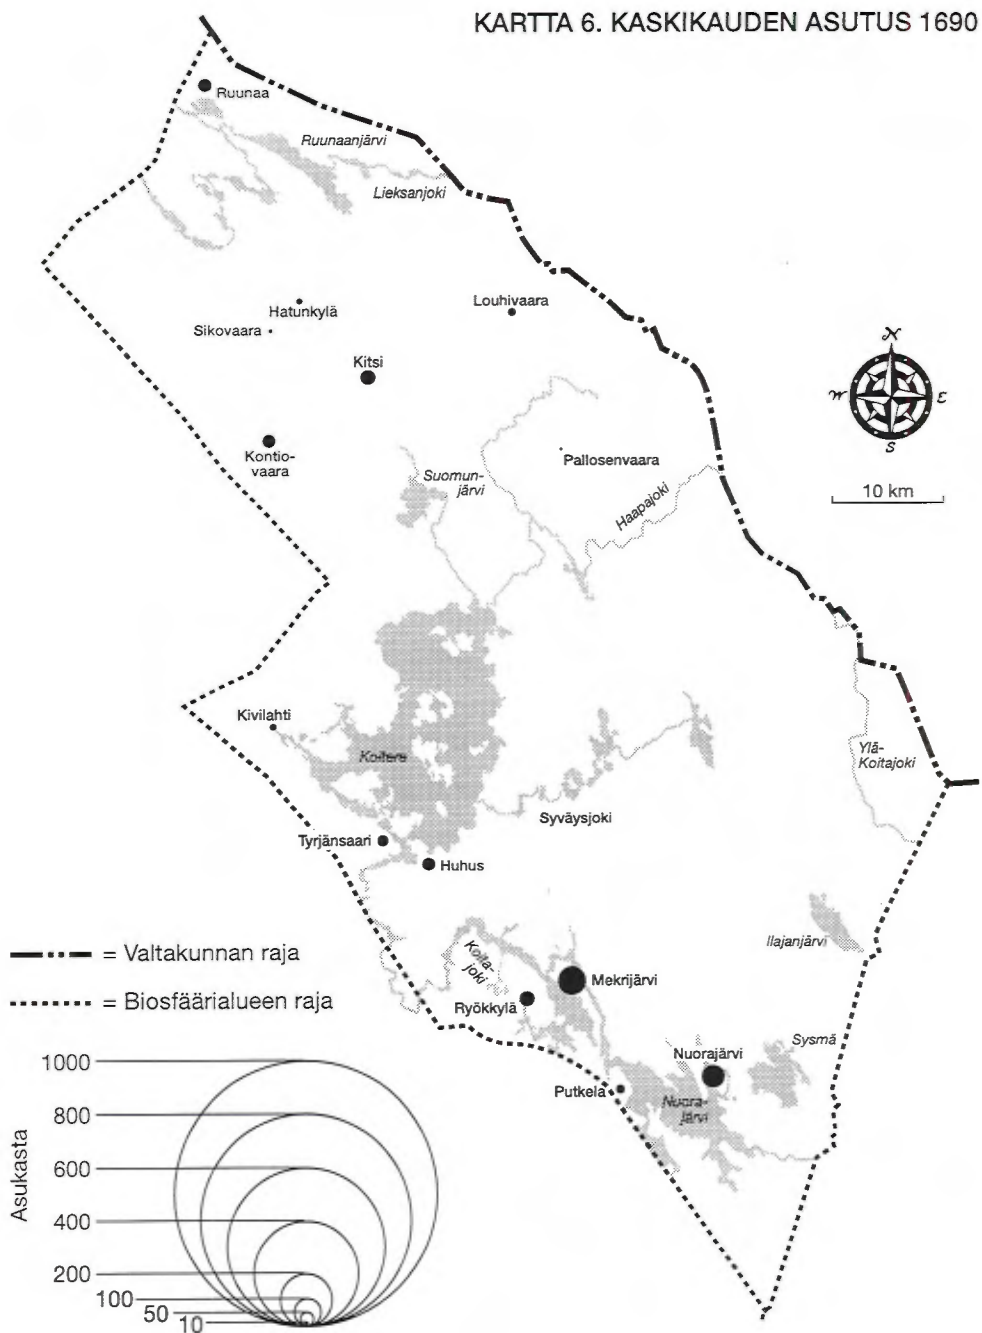 KARTTA 6. KASKIKAUDEN ASUTUS 1690
Ruunaa
Ruunaanjärvi
Lieksanjoki
Hatunkylä
Sikovaara
Louhivaara
Kitsi
N
W
E
S
10 km
Kontio-
vaara
Suomun-
järvi
Pallosenvaara
Haapajoki
Kivilahti
Koitere
Ylä-
Koitajoki
Syväysjoki
Tyrjänsaari
Huhus
Ilajanjärvi
Koita-
joki
Mekrijärvi
Ryökkylä
= Valtakunnan raja
= Biosfäärialueen raja
Sysmä
Nuorajärvi
Putkela
Nuora-
järvi
Asukasta
1000
800
600
400
200
100
50
10